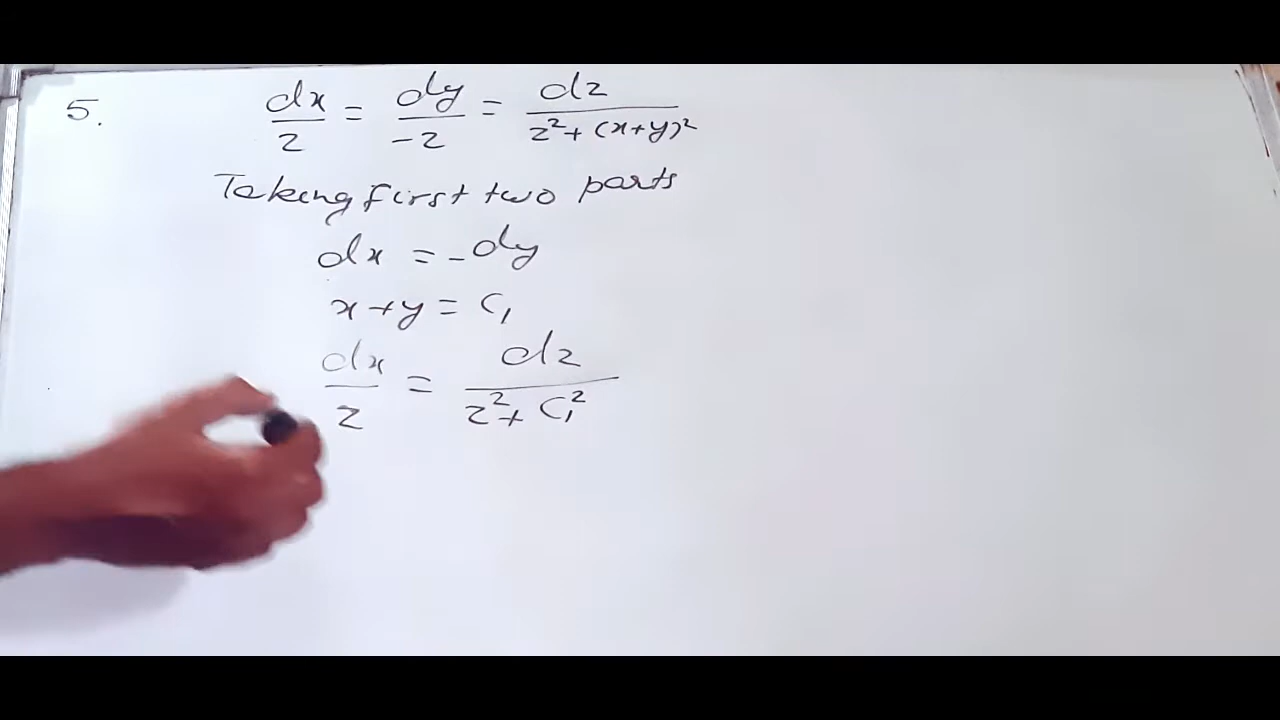 5. dx/z = dy/-z = dz/z²+(x+y)²
Taking first two parts
dx = -dy
x+y = C₁
dx/z = dz/z²+C₁²